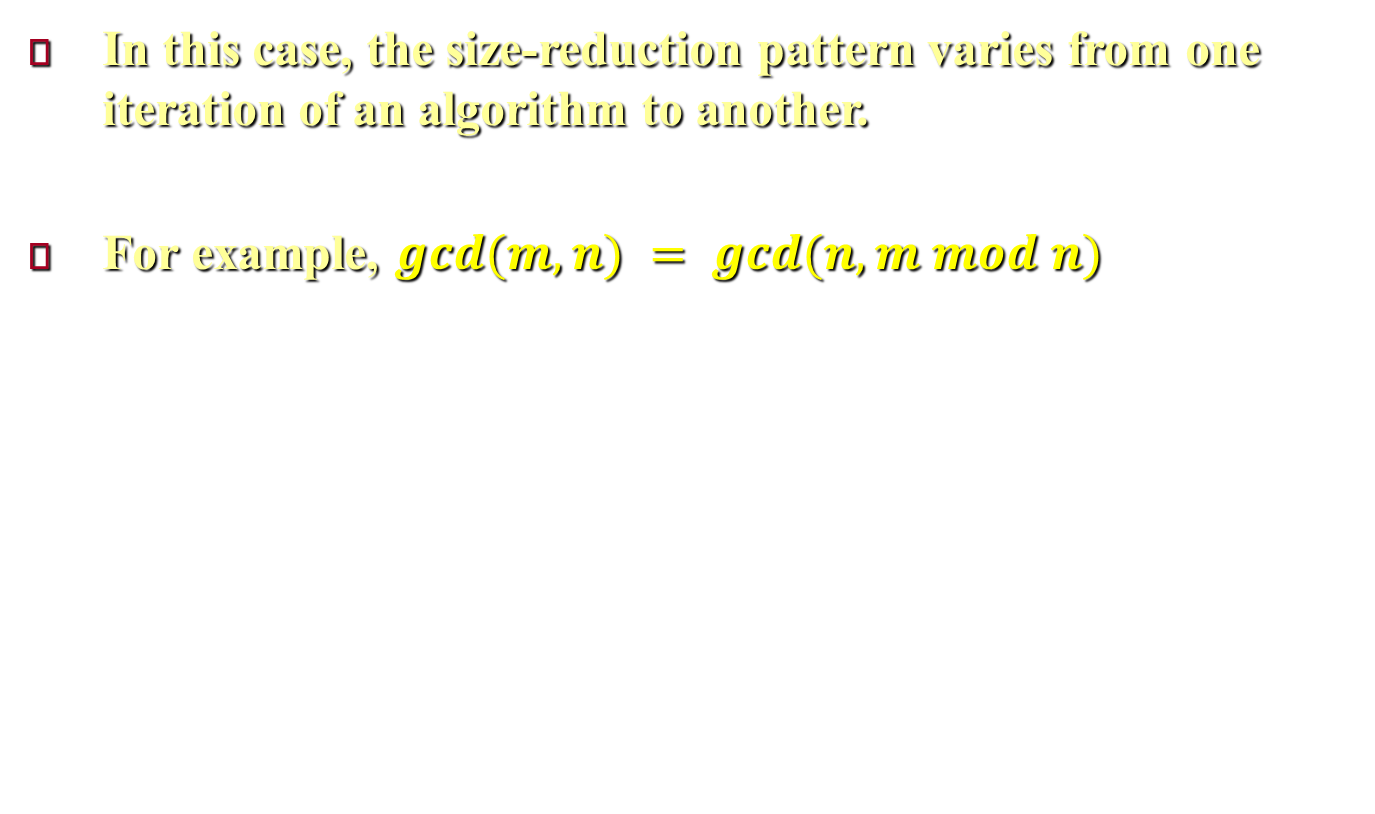 In this case, the size-reduction pattern varies from one
iteration of an algorithm to another.
For example, gcd(m, n) = gcd(n, m mod n)